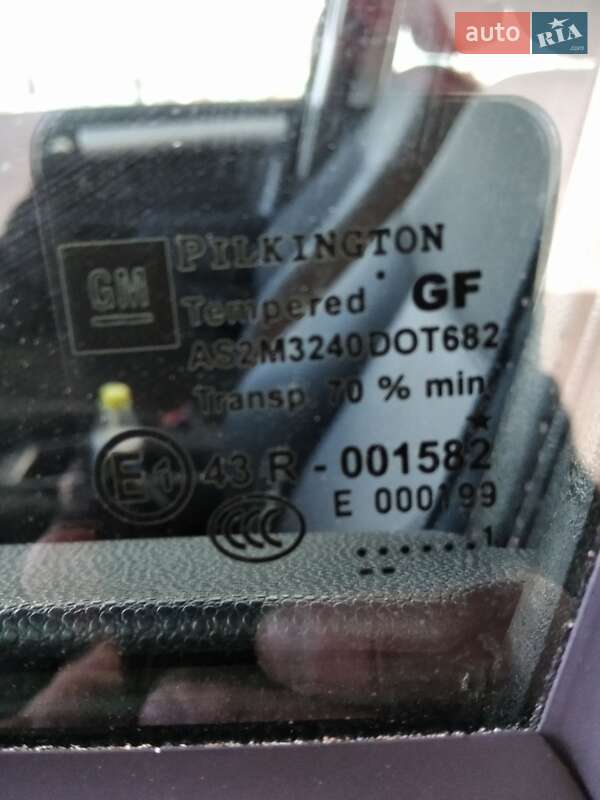 auto RIA .com
PILKINGTON
GM
Tempered GF
AS2M3240DOT682
Transp. 70 % min
E1 43 R - 001582
E 000199
CCC
......1
--